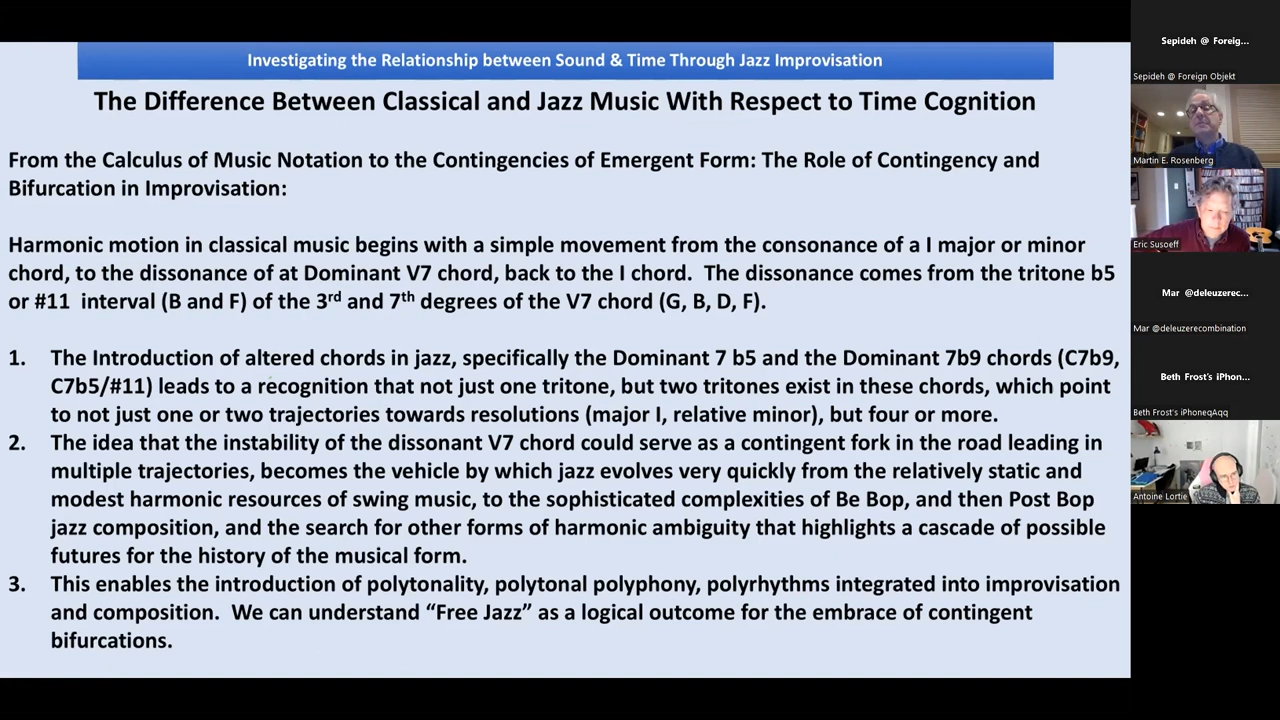 Investigating the Relationship between Sound & Time Through Jazz Improvisation
The Difference Between Classical and Jazz Music With Respect to Time Cognition
From the Calculus of Music Notation to the Contingencies of Emergent Form: The Role of Contingency and
Bifurcation in Improvisation:
Harmonic motion in classical music begins with a simple movement from the consonance of a I major or minor
chord, to the dissonance of at Dominant V7 chord, back to the I chord.  The dissonance comes from the tritone b5
or #11  interval (B and F) of the 3rd and 7th degrees of the V7 chord (G, B, D, F).
1. The Introduction of altered chords in jazz, specifically the Dominant 7 b5 and the Dominant 7b9 chords (C7b9,
C7b5/#11) leads to a recognition that not just one tritone, but two tritones exist in these chords, which point
to not just one or two trajectories towards resolutions (major I, relative minor), but four or more.
2. The idea that the instability of the dissonant V7 chord could serve as a contingent fork in the road leading in
multiple trajectories, becomes the vehicle by which jazz evolves very quickly from the relatively static and
modest harmonic resources of swing music, to the sophisticated complexities of Be Bop, and then Post Bop
jazz composition, and the search for other forms of harmonic ambiguity that highlights a cascade of possible
futures for the history of the musical form.
3. This enables the introduction of polytonality, polytonal polyphony, polyrhythms integrated into improvisation
and composition.  We can understand “Free Jazz” as a logical outcome for the embrace of contingent
bifurcations.
Sepideh @ Foreig...
Sepideh @ Foreign Objekt
Martin E. Rosenberg
Eric Susoeff
Mar @deleuzerec...
Mar @deleuzerecombination
Beth Frost's iPhon...
Beth Frost's iPhoneqAqq
Antoine Lortie